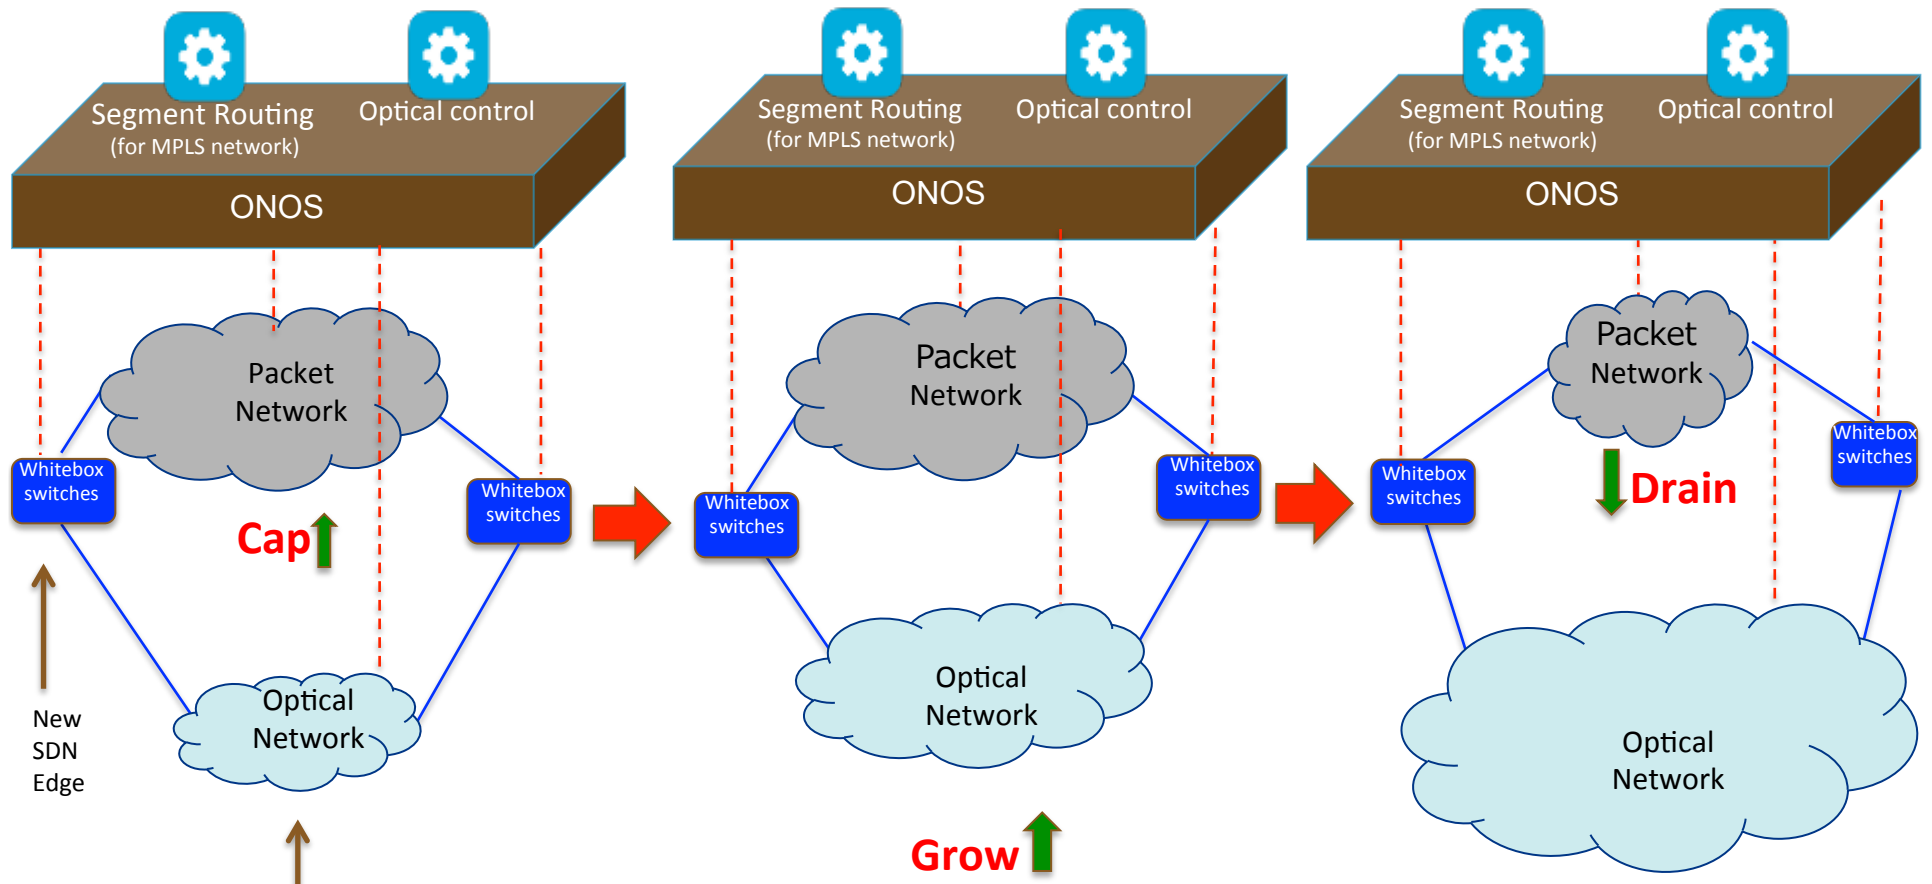 Segment Routing
(for MPLS network)
Optical control
ONOS
Packet
Network
Whitebox
switches
Whitebox
switches
Cap
Optical
Network
New
SDN
Edge
Segment Routing
(for MPLS network)
Optical control
ONOS
Packet
Network
Whitebox
switches
Whitebox
switches
Optical
Network
Grow
Segment Routing
(for MPLS network)
Optical control
ONOS
Packet
Network
Whitebox
switches
Whitebox
switches
Drain
Optical
Network